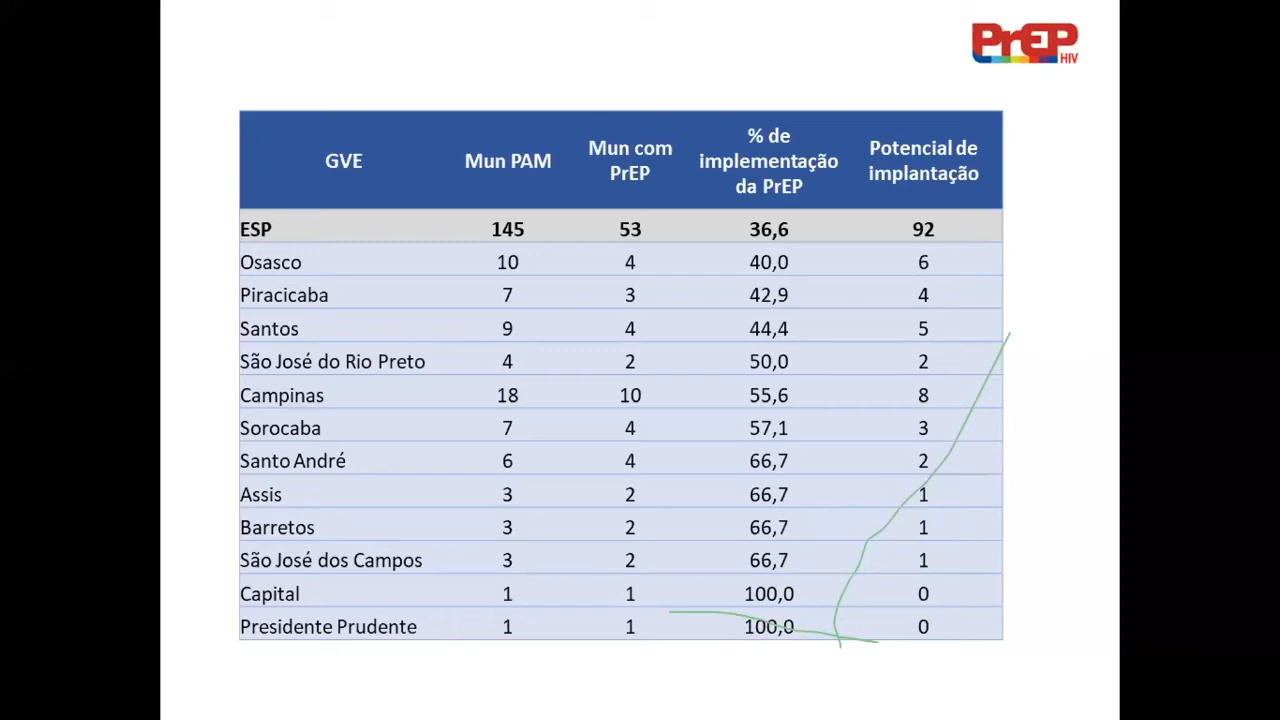 PrEP
HIV
GVE Mun PAM Mun com PrEP % de implementação da PrEP Potencial de implantação
ESP 145 53 36,6 92
Osasco 10 4 40,0 6
Piracicaba 7 3 42,9 4
Santos 9 4 44,4 5
São José do Rio Preto 4 2 50,0 2
Campinas 18 10 55,6 8
Sorocaba 7 4 57,1 3
Santo André 6 4 66,7 2
Assis 3 2 66,7 1
Barretos 3 2 66,7 1
São José dos Campos 3 2 66,7 1
Capital 1 1 100,0 0
Presidente Prudente 1 1 100,0 0